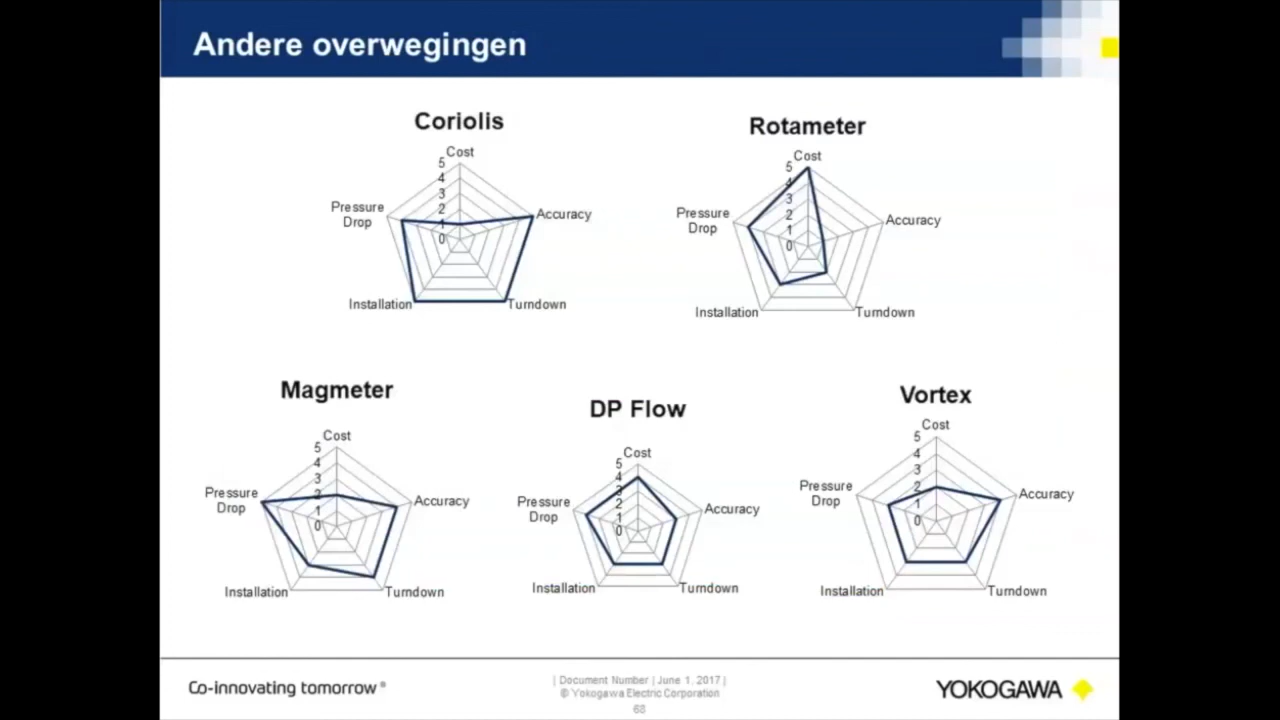 Andere overwegingen
Coriolis
Cost
5
4
3
2
1
0
Pressure
Drop
Accuracy
Installation
Turndown
Rotameter
Cost
5
4
3
2
1
0
Pressure
Drop
Accuracy
Installation
Turndown
Magmeter
Cost
5
4
3
2
1
0
Pressure
Drop
Accuracy
Installation
Turndown
DP Flow
Cost
5
4
3
2
1
0
Pressure
Drop
Accuracy
Installation
Turndown
Vortex
Cost
5
4
3
2
1
0
Pressure
Drop
Accuracy
Installation
Turndown
Co-innovating tomorrow®
| Document Number | June 1, 2017 |
© Yokogawa Electric Corporation
68
YOKOGAWA